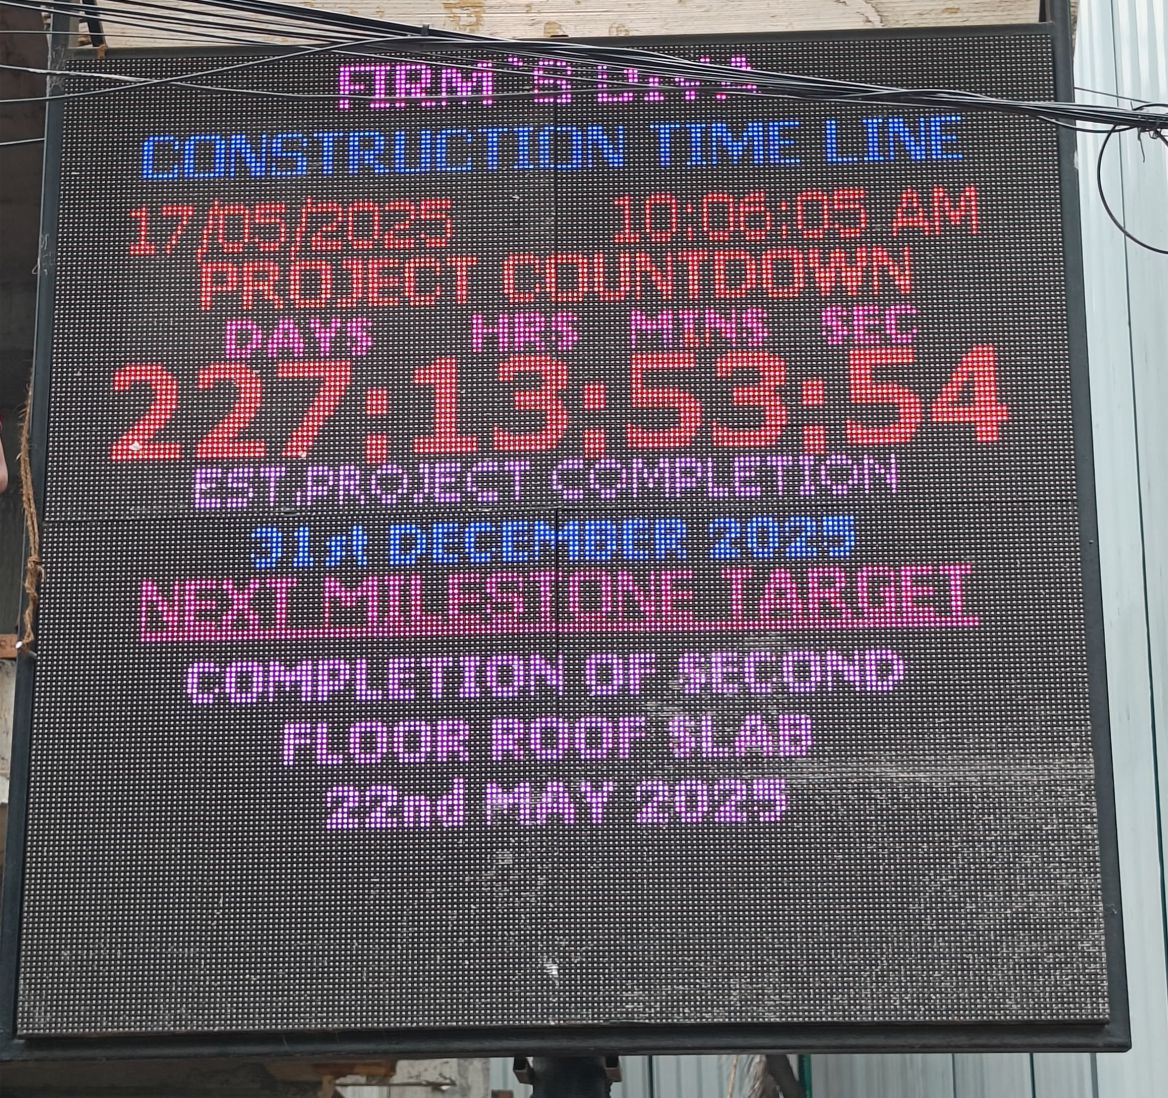 FIRM`S DIYA
CONSTRUCTION TIME LINE
17/05/2025 10:06:05 AM
PROJECT COUNTDOWN
DAYS HRS MINS SEC
227:13:53:54
EST.PROJECT COMPLETION
31st DECEMBER 2025
NEXT MILESTONE TARGET
COMPLETION OF SECOND
FLOOR ROOF SLAB
22nd MAY 2025